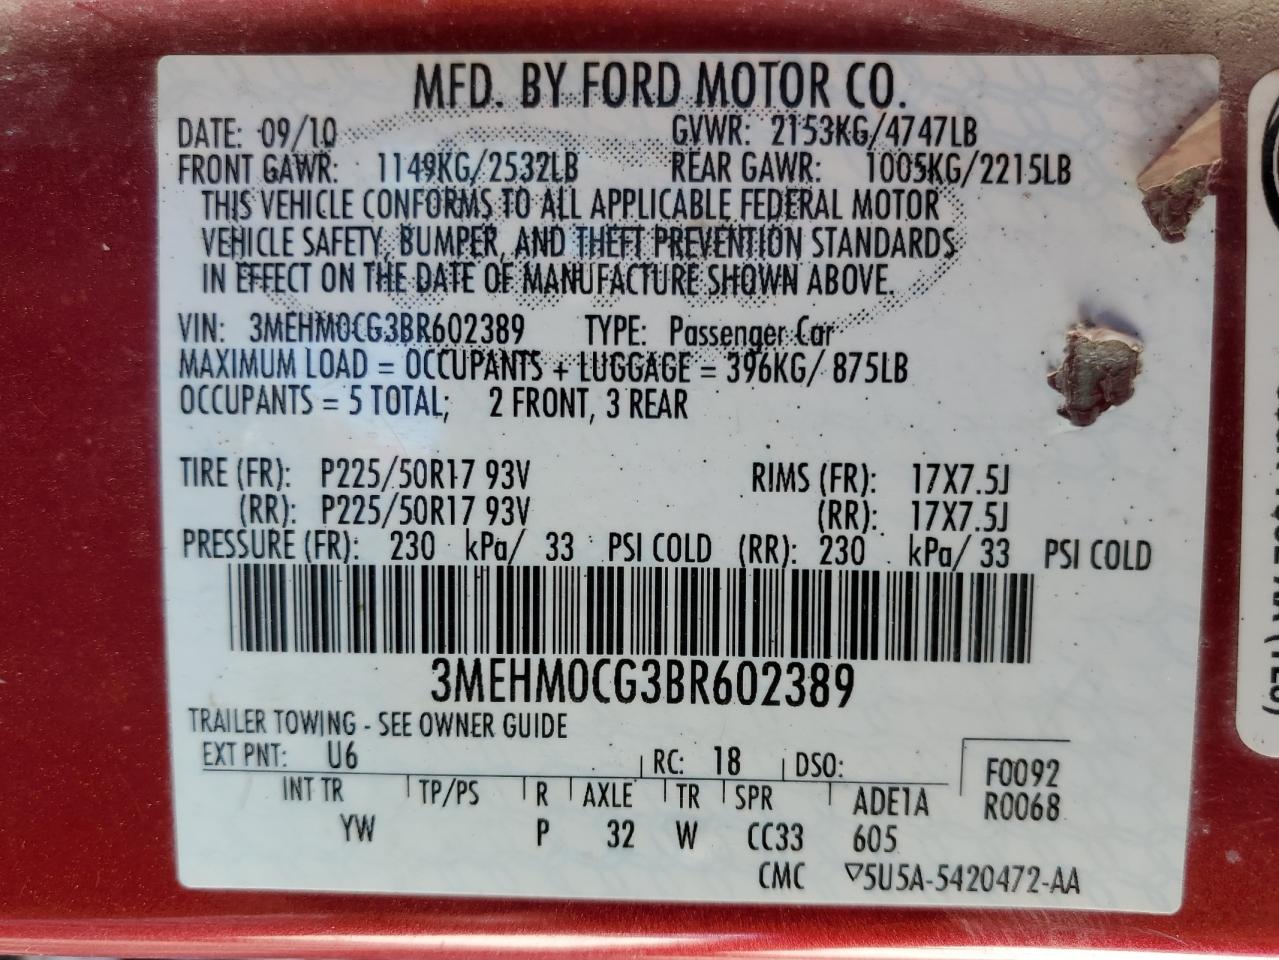 MFD. BY FORD MOTOR CO.
DATE: 09/10 GVWR: 2153KG/4747LB
FRONT GAWR: 1149KG/2532LB REAR GAWR: 1005KG/2215LB
THIS VEHICLE CONFORMS TO ALL APPLICABLE FEDERAL MOTOR
VEHICLE SAFETY, BUMPER, AND THEFT PREVENTION STANDARDS
IN EFFECT ON THE DATE OF MANUFACTURE SHOWN ABOVE.
VIN: 3MEHM0CG3BR602389 TYPE: Passenger Car
MAXIMUM LOAD = OCCUPANTS + LUGGAGE = 396KG/ 875LB
OCCUPANTS = 5 TOTAL; 2 FRONT, 3 REAR
TIRE (FR): P225/50R17 93V RIMS (FR): 17X7.5J
(RR): P225/50R17 93V (RR): 17X7.5J
PRESSURE (FR): 230 kPa/ 33 PSI COLD (RR): 230 kPa/ 33 PSI COLD
3MEHM0CG3BR602389
TRAILER TOWING - SEE OWNER GUIDE
EXT PNT: U6 RC: 18 DSO: F0092
INT TR TP/PS R AXLE TR SPR ADE1A R0068
YW P 32 W CC33 605
CMC ▽5U5A-5420472-AA